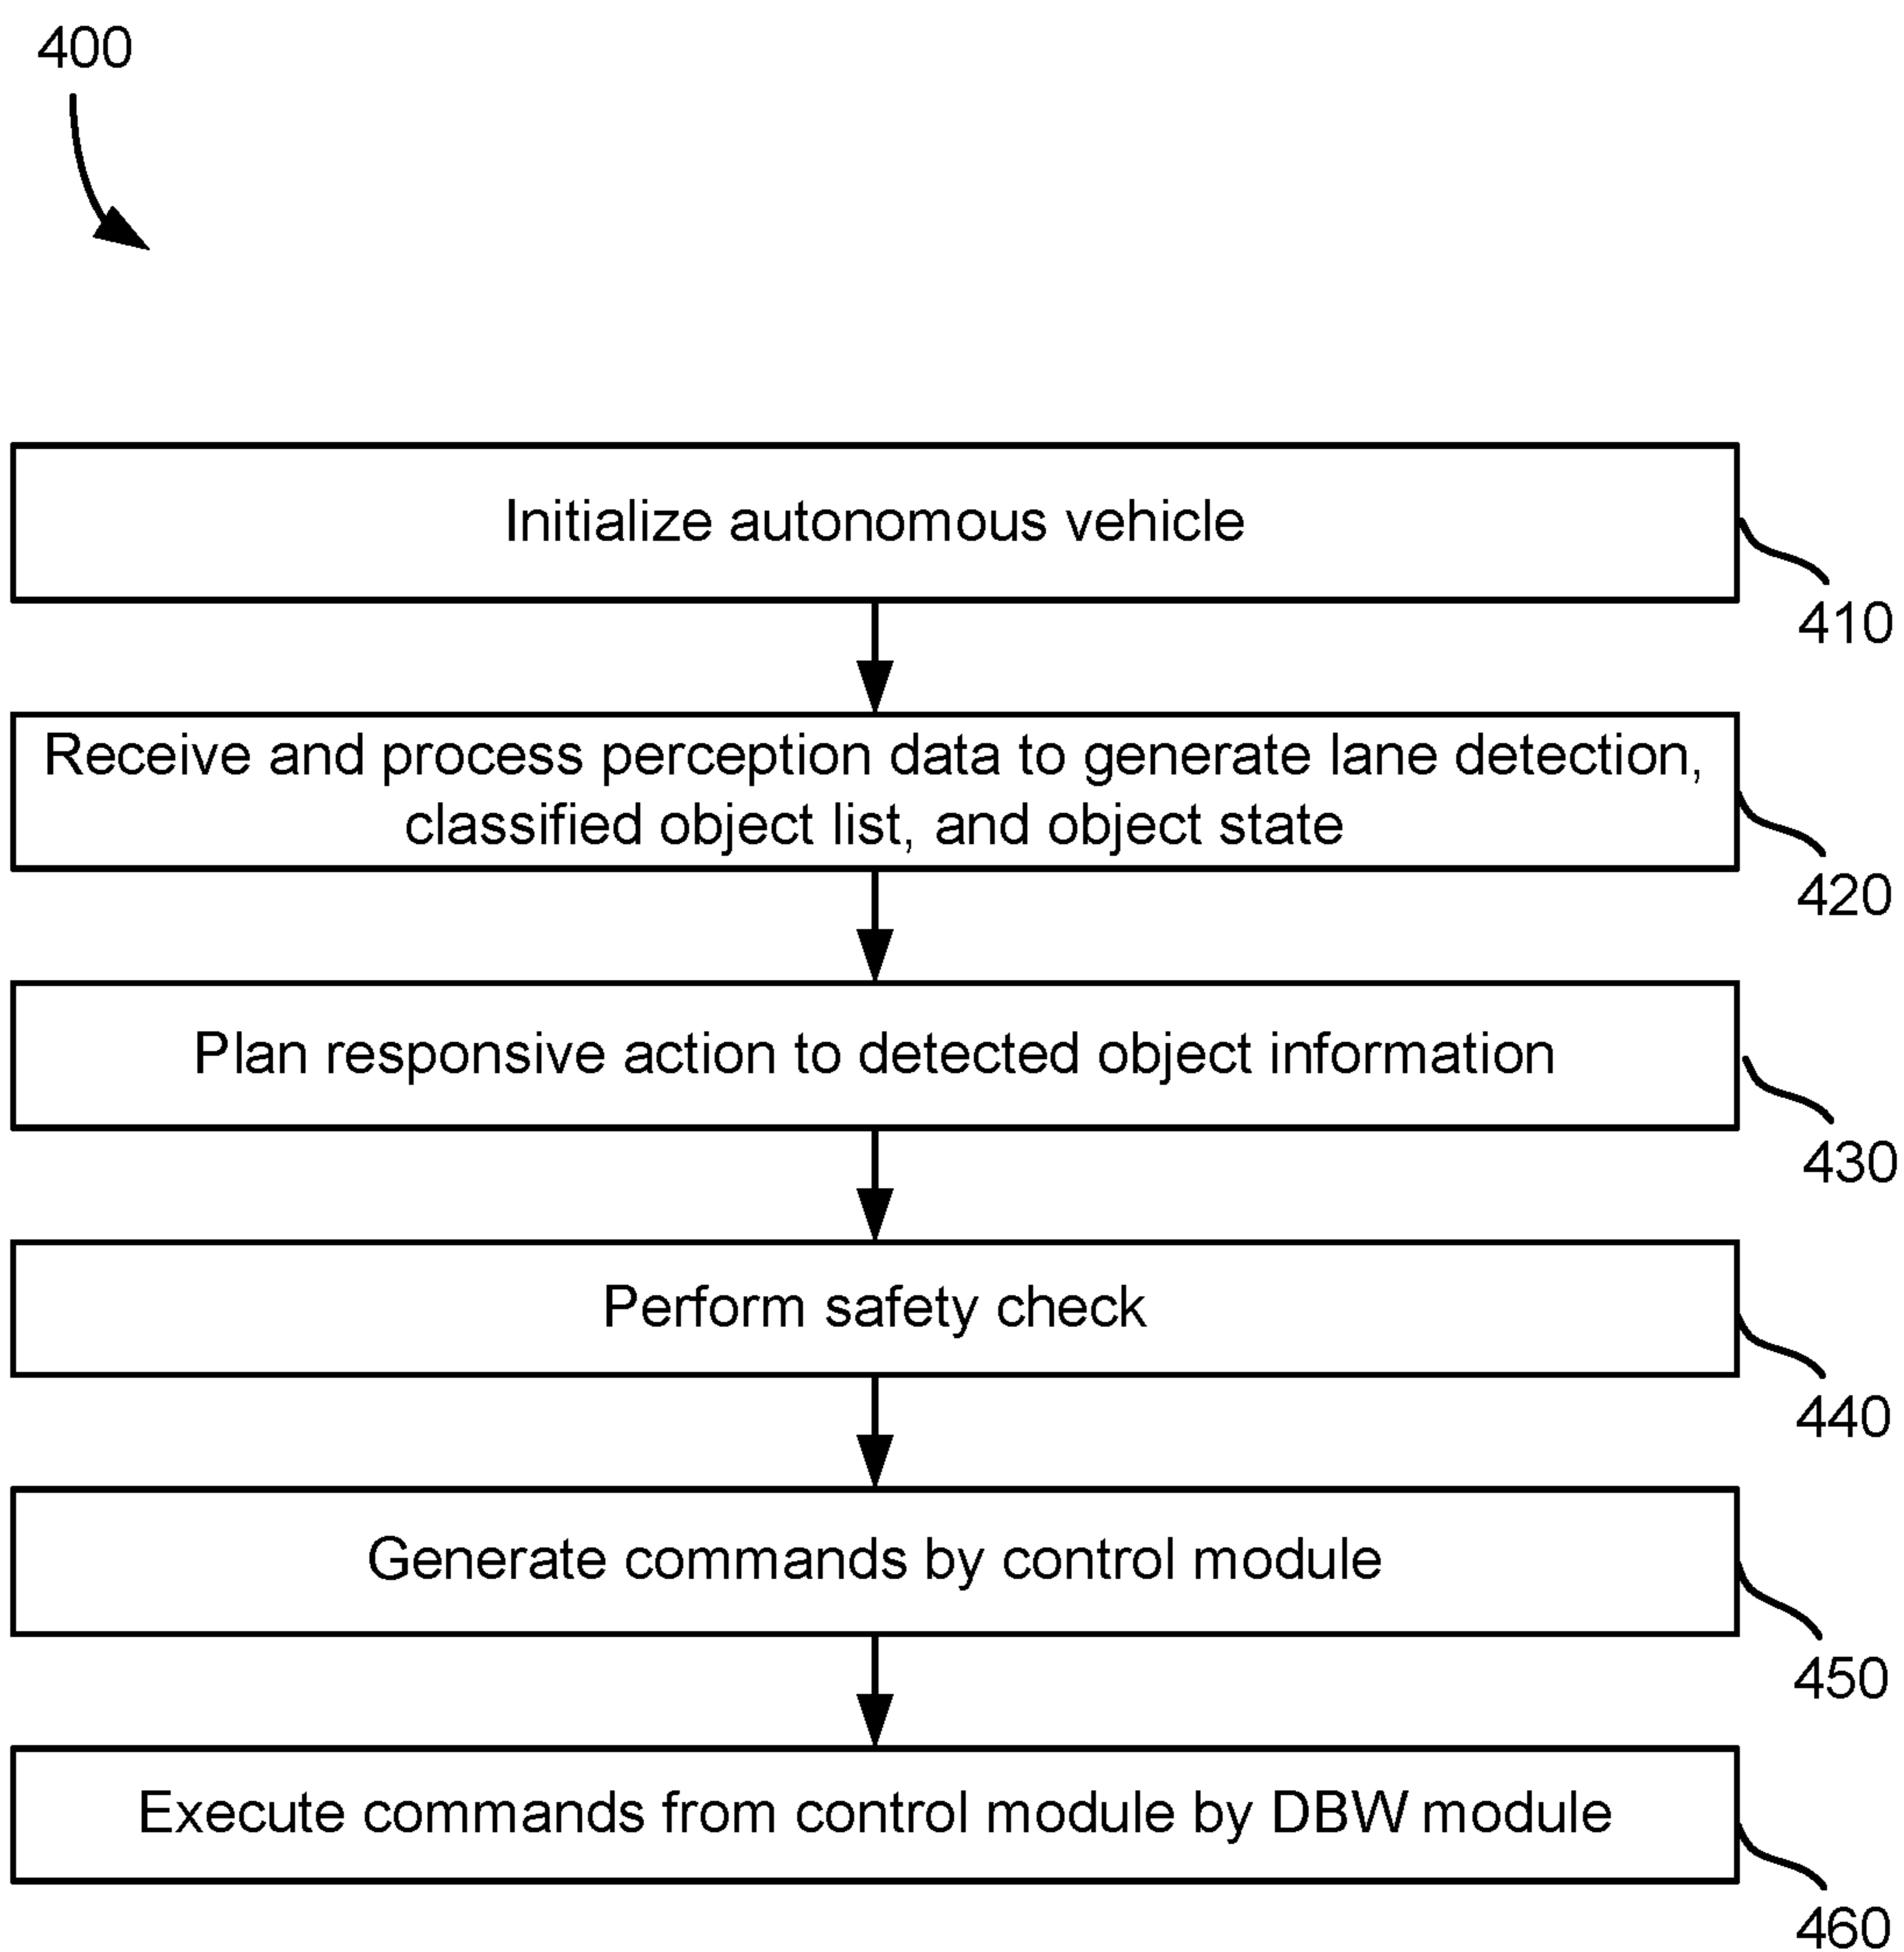 400
Initialize autonomous vehicle
410
Receive and process perception data to generate lane detection,
classified object list, and object state
420
Plan responsive action to detected object information
430
Perform safety check
440
Generate commands by control module
450
Execute commands from control module by DBW module
460